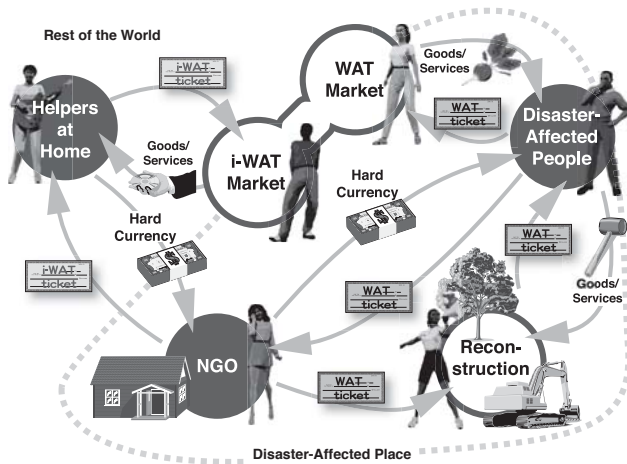 Rest of the World
i-WAT
ticket
WAT
Market
Goods/
Services
Helpers
at
Home
WAT
ticket
Disaster-
Affected
People
Goods/
Services
i-WAT
Market
Hard
Currency
Hard
Currency
WAT
ticket
i-WAT
ticket
WAT
ticket
Goods/
Services
NGO
Recon-
struction
WAT
ticket
Disaster-Affected Place